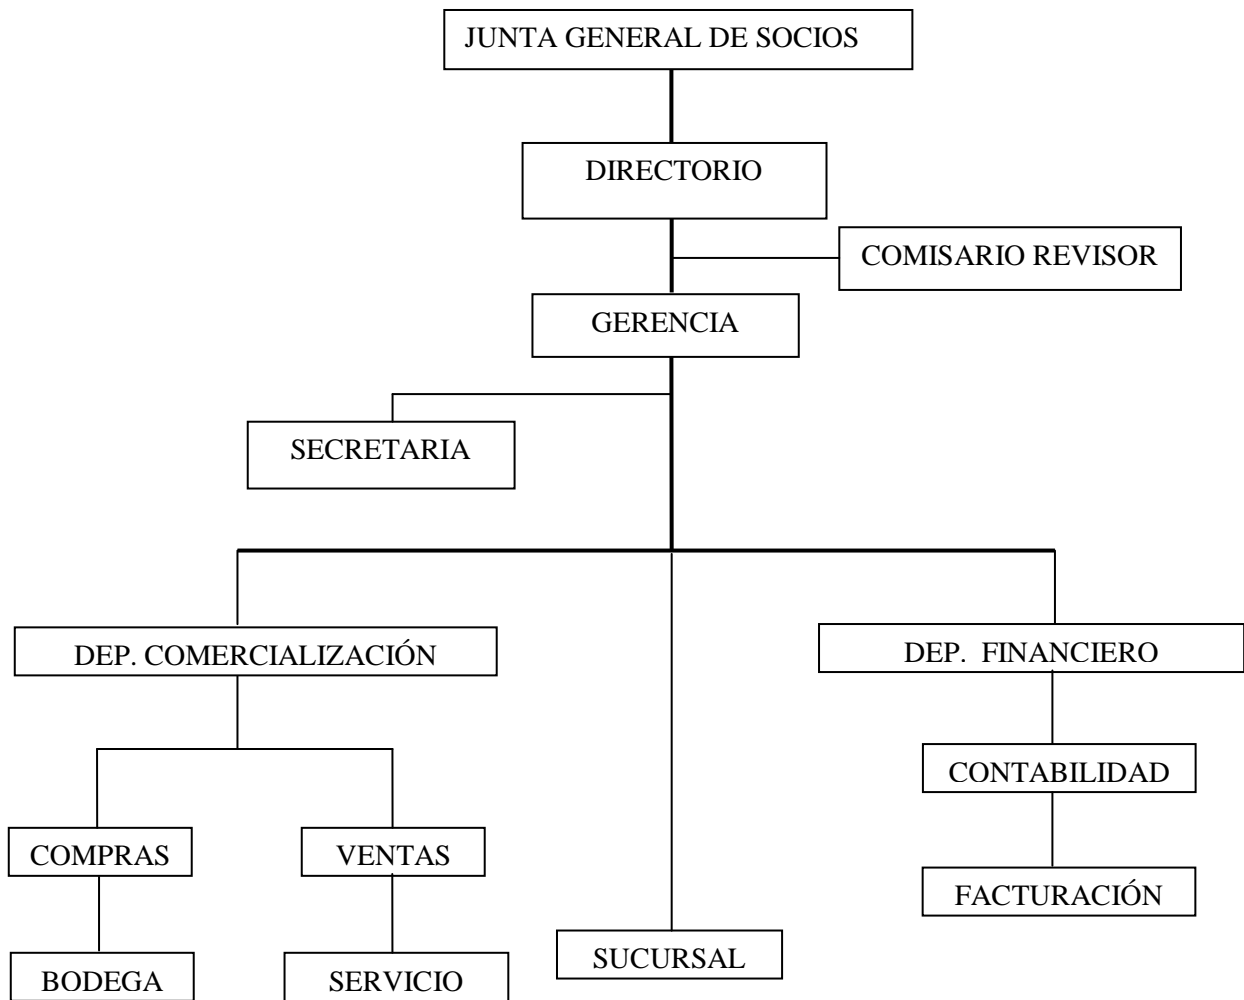 JUNTA GENERAL DE SOCIOS
DIRECTORIO
COMISARIO REVISOR
GERENCIA
SECRETARIA
DEP. COMERCIALIZACIÓN
DEP. FINANCIERO
CONTABILIDAD
COMPRAS
VENTAS
FACTURACIÓN
SUCURSAL
BODEGA
SERVICIO